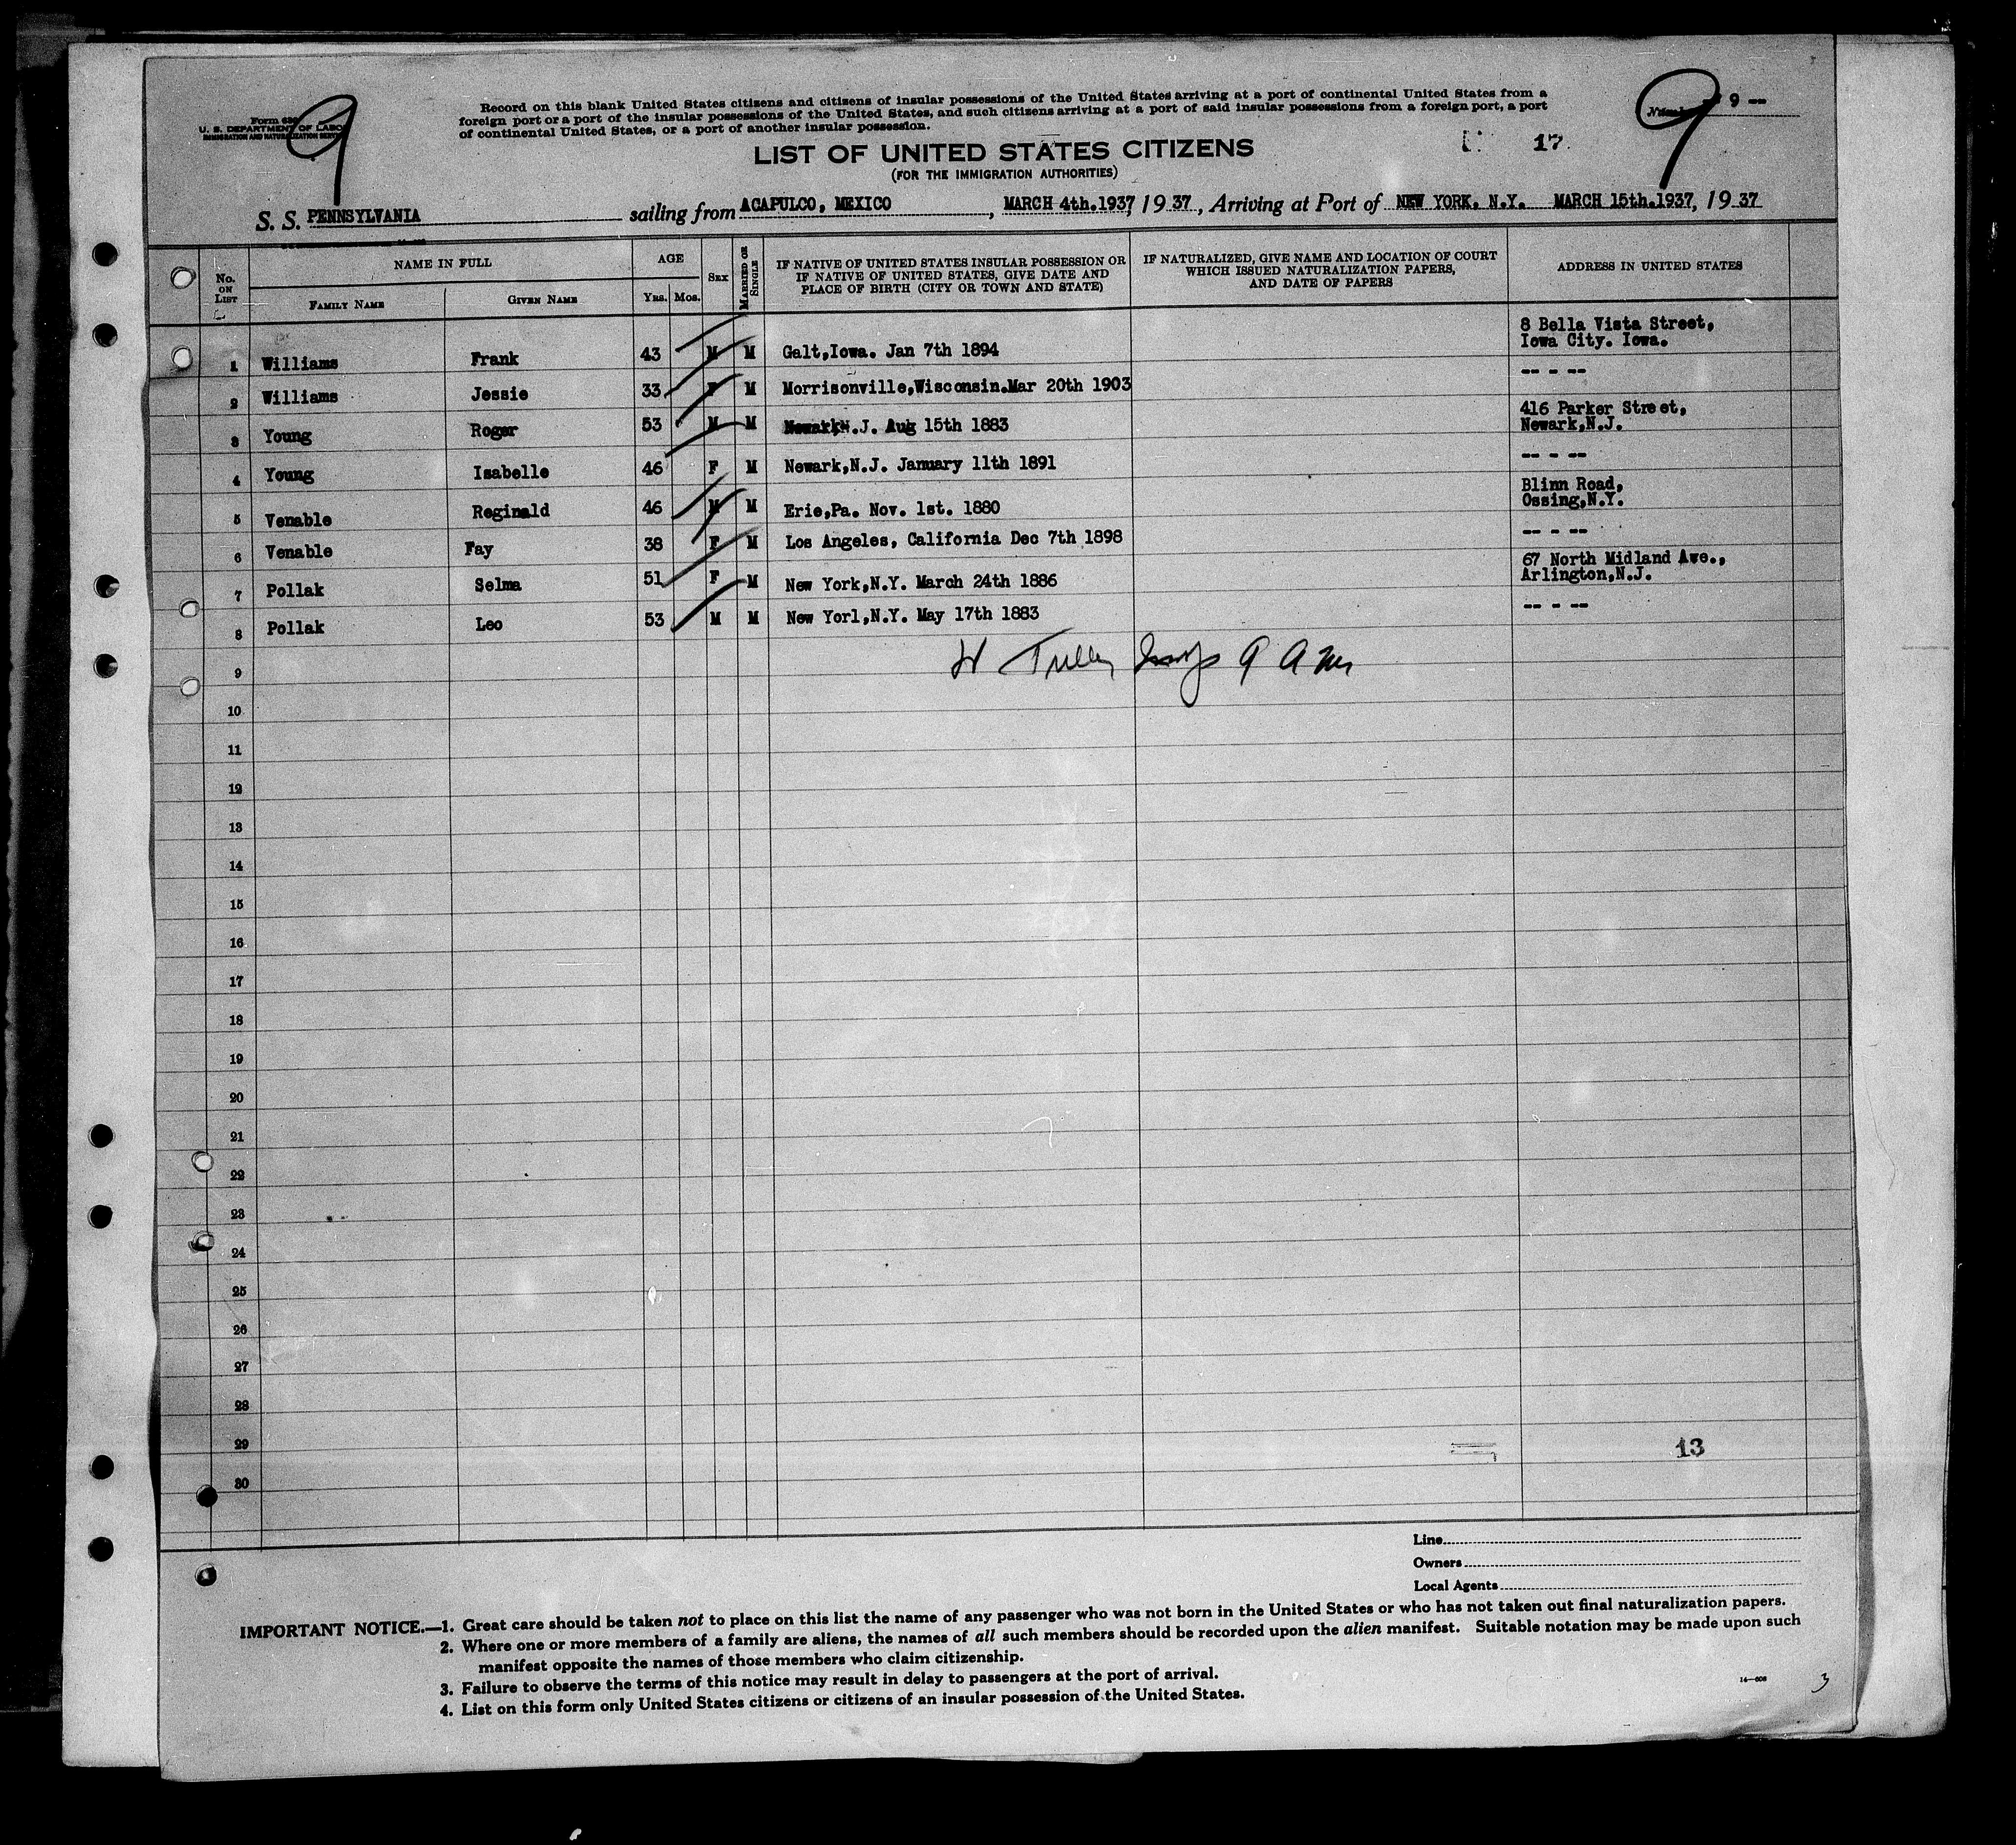 Form 630
U. S. DEPARTMENT OF LABOR
IMMIGRATION AND NATURALIZATION SERVICE
9
Record on this blank United States citizens and citizens of insular possessions of the United States arriving at a port of continental United States from a
foreign port or a port of the insular possessions of the United States, and such citizens arriving at a port of said insular possessions from a foreign port, a port
of continental United States, or a port of another insular possession.
9 --
9
17
LIST OF UNITED STATES CITIZENS
(FOR THE IMMIGRATION AUTHORITIES)
S. S. PENNSYLVANIA sailing from ACAPULCO, MEXICO, MARCH 4th.1937, 19 37, Arriving at Port of NEW YORK. N.Y. MARCH 15th.1937, 19 37
No. ON LIST NAME IN FULL AGE SEX MARRIED OR SINGLE IF NATIVE OF UNITED STATES INSULAR POSSESSION OR IF NATIVE OF UNITED STATES, GIVE DATE AND PLACE OF BIRTH (CITY OR TOWN AND STATE) IF NATURALIZED, GIVE NAME AND LOCATION OF COURT WHICH ISSUED NATURALIZATION PAPERS, AND DATE OF PAPERS ADDRESS IN UNITED STATES
FAMILY NAME GIVEN NAME YRS. MOS.
1 Williams Frank 43 M M Galt,Iowa. Jan 7th 1894 8 Bella Vista Street, Iowa City. Iowa.
2 Williams Jessie 33 F M Morrisonville,Wisconsin.Mar 20th 1903 -- - --
3 Young Roger 53 M M Newark,N.J. Aug 15th 1883 416 Parker Street, Newark,N.J.
4 Young Isabelle 46 F M Newark,N.J. January 11th 1891 -- - --
5 Venable Reginald 46 M M Erie,Pa. Nov. 1st. 1880 Blinn Road, Ossing,N.Y.
6 Venable Fay 38 F M Los Angeles, California Dec 7th 1898 -- - --
7 Pollak Selma 51 F M New York,N.Y. March 24th 1886 67 North Midland Ave., Arlington,N.J.
8 Pollak Leo 53 M M New Yorl,N.Y. May 17th 1883 -- - --
9
10
11
12
13
14
15
16
17
18
19
20
21
22
23
24
25
26
27
28
29
13
30
Line
Owners
Local Agents
IMPORTANT NOTICE.—1. Great care should be taken not to place on this list the name of any passenger who was not born in the United States or who has not taken out final naturalization papers.
2. Where one or more members of a family are aliens, the names of all such members should be recorded upon the alien manifest. Suitable notation may be made upon such
manifest opposite the names of those members who claim citizenship.
3. Failure to observe the terms of this notice may result in delay to passengers at the port of arrival.
4. List on this form only United States citizens or citizens of an insular possession of the United States.
14—608
3